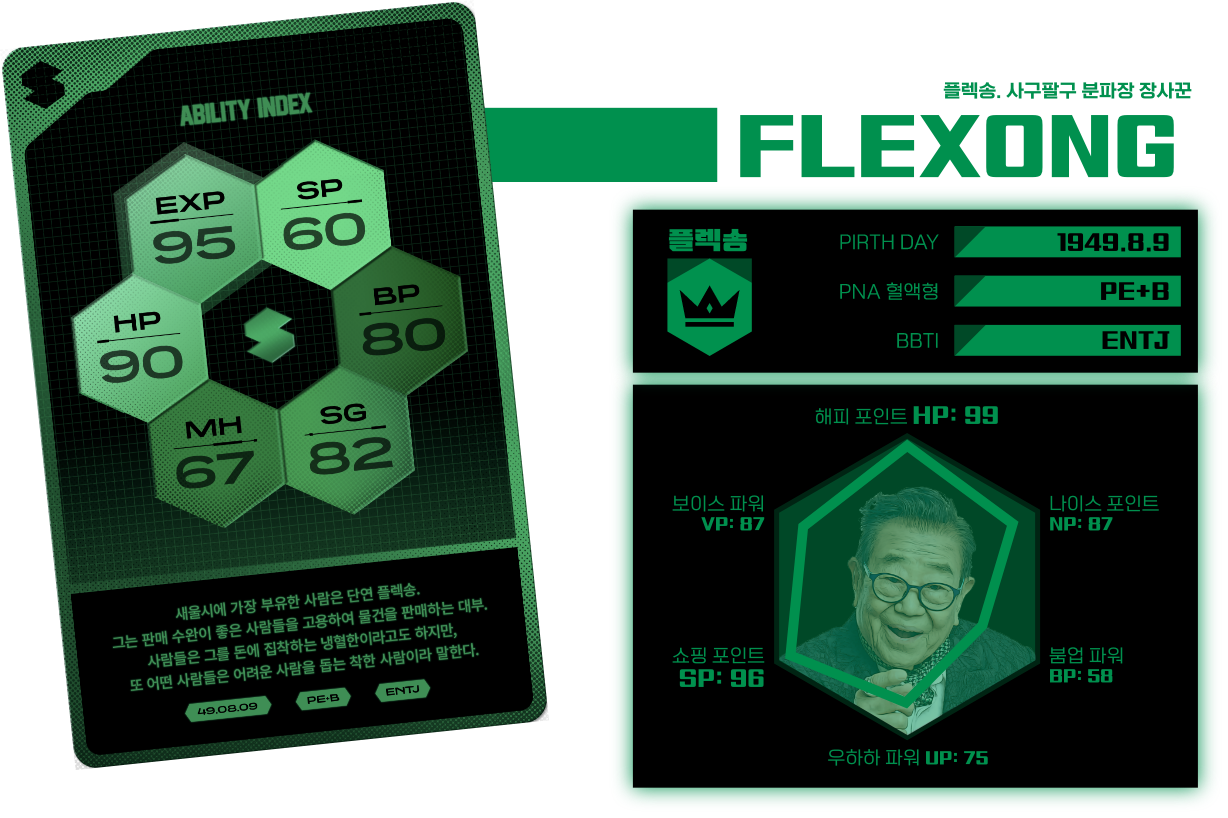 ABILITY INDEX
EXP
95
SP
60
HP
90
BP
80
MH
67
SG
82
새울시에 가장 부유한 사람은 단연 플렉송.
그는 판매 수완이 좋은 사람들을 고용하여 물건을 판매하는 대부.
사람들은 그를 돈에 집착하는 냉혈한이라고도 하지만,
또 어떤 사람들은 어려운 사람을 돕는 착한 사람이라 말한다.
49.08.09
PE+B
ENTJ
플렉송. 사구팔구 분파장 장사꾼
FLEXONG
플렉송
PIRTH DAY
1949.8.9
PNA 혈액형
PE+B
BBTI
ENTJ
해피 포인트 HP: 99
보이스 파워
VP: 87
나이스 포인트
NP: 87
쇼핑 포인트
SP: 96
붐업 파워
BP: 58
우하하 파워 UP: 75